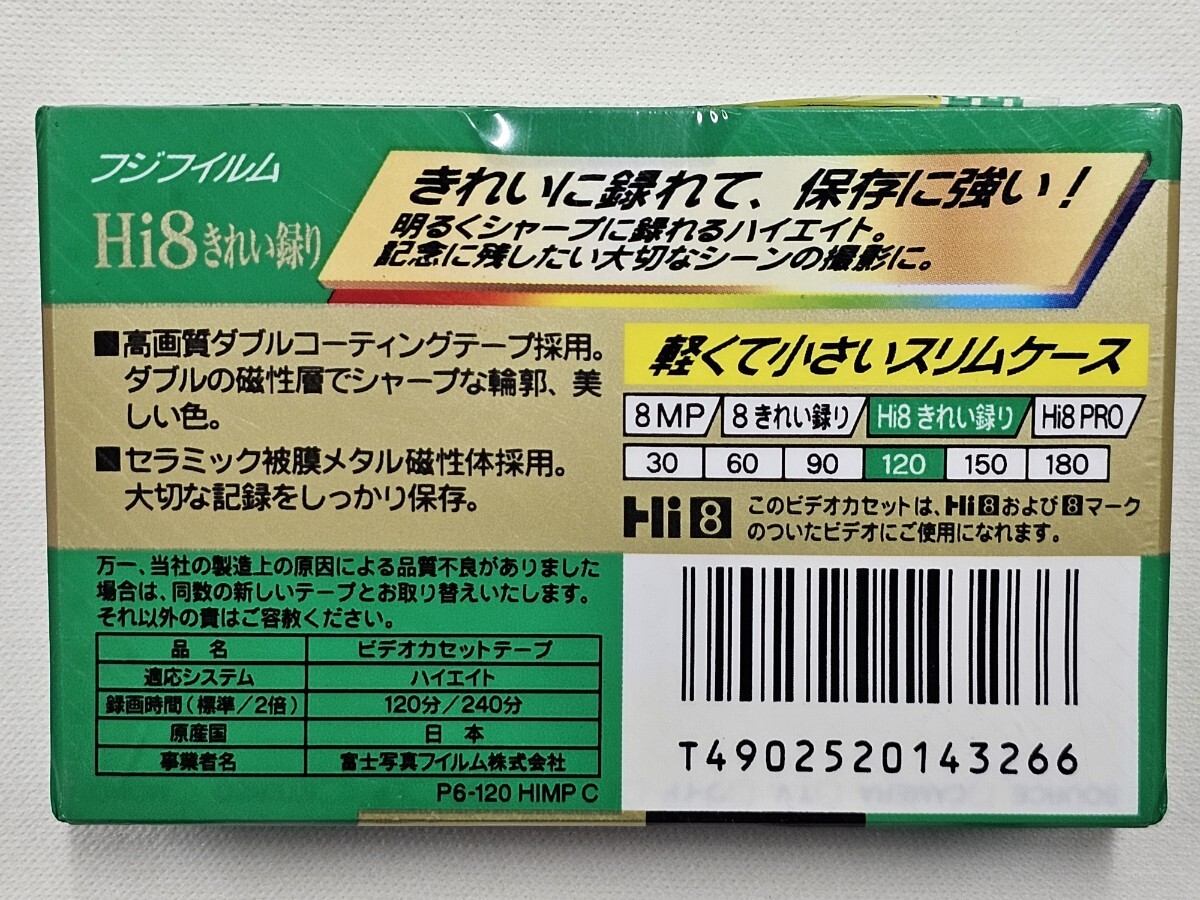 フジフイルム
Hi8きれい録り
きれいに録れて、保存に強い!
明るくシャープに録れるハイエイト。
記念に残したい大切なシーンの撮影に。
■高画質ダブルコーティングテープ採用。
ダブルの磁性層でシャープな輪郭、美
しい色。
■セラミック被膜メタル磁性体採用。
大切な記録をしっかり保存。
軽くて小さいスリムケース
8MP 8きれい録り Hi8きれい録り Hi8 PRO
30 60 90 120 150 180
Hi8 このビデオカセットは、Hi8および8マーク
のついたビデオにご使用になれます。
万一、当社の製造上の原因による品質不良がありました
場合は、同数の新しいテープとお取り替えいたします。
それ以外の責はご容赦ください。
品名 ビデオカセットテープ
適応システム ハイエイト
録画時間(標準/2倍) 120分/240分
原産国 日本
事業者名 富士写真フイルム株式会社
P6-120 HIMP C
T4902520143266